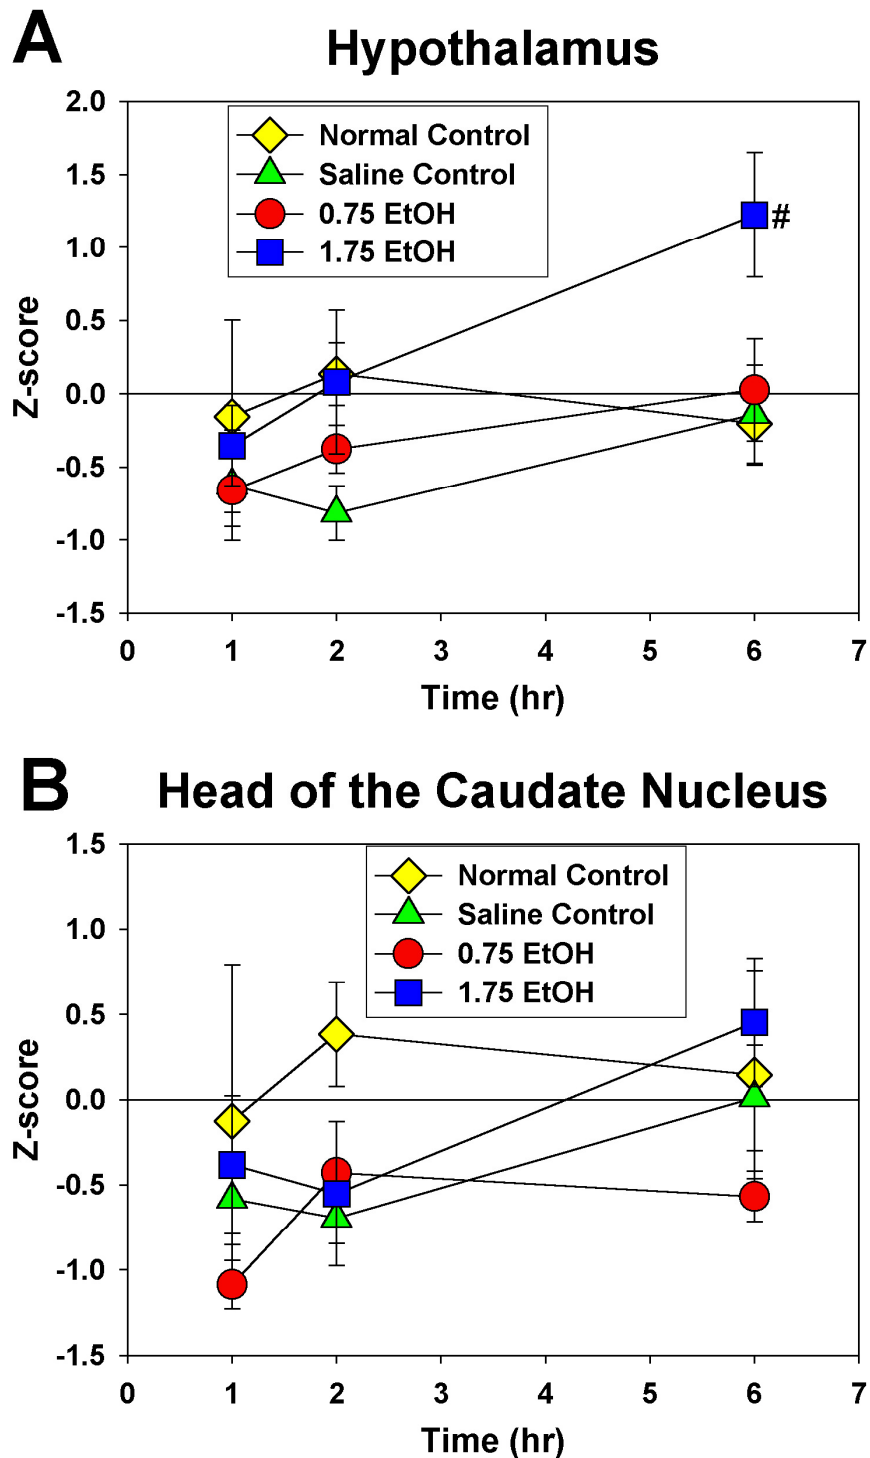 A
Hypothalamus
2.0
1.5
1.0
0.5
0.0
-0.5
-1.0
-1.5
Z-score
Normal Control
Saline Control
0.75 EtOH
1.75 EtOH
#
0 1 2 3 4 5 6 7
Time (hr)
B
Head of the Caudate Nucleus
1.5
1.0
0.5
0.0
-0.5
-1.0
-1.5
Z-score
Normal Control
Saline Control
0.75 EtOH
1.75 EtOH
0 1 2 3 4 5 6 7
Time (hr)